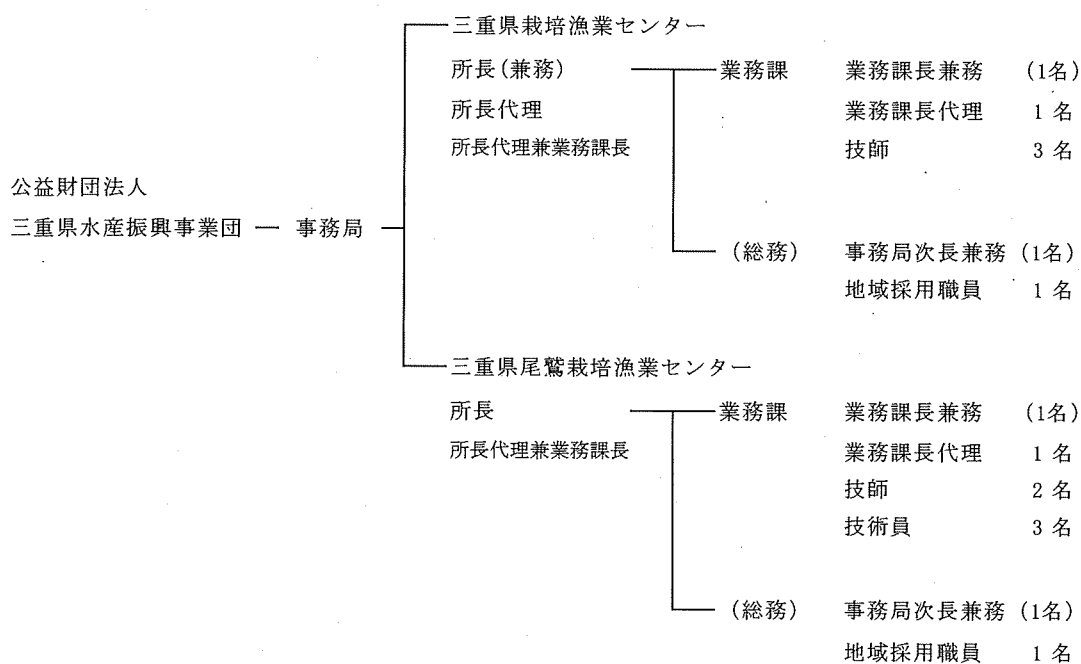 三重県栽培漁業センター
所長(兼務) 業務課 業務課長兼務 (1名)
所長代理 業務課長代理 1 名
所長代理兼業務課長 技師 3 名
公益財団法人
三重県水産振興事業団 ― 事務局
(総務) 事務局次長兼務 (1名)
地域採用職員 1 名
三重県尾鷲栽培漁業センター
所長 業務課 業務課長兼務 (1名)
所長代理兼業務課長 業務課長代理 1 名
技師 2 名
技術員 3 名
(総務) 事務局次長兼務 (1名)
地域採用職員 1 名